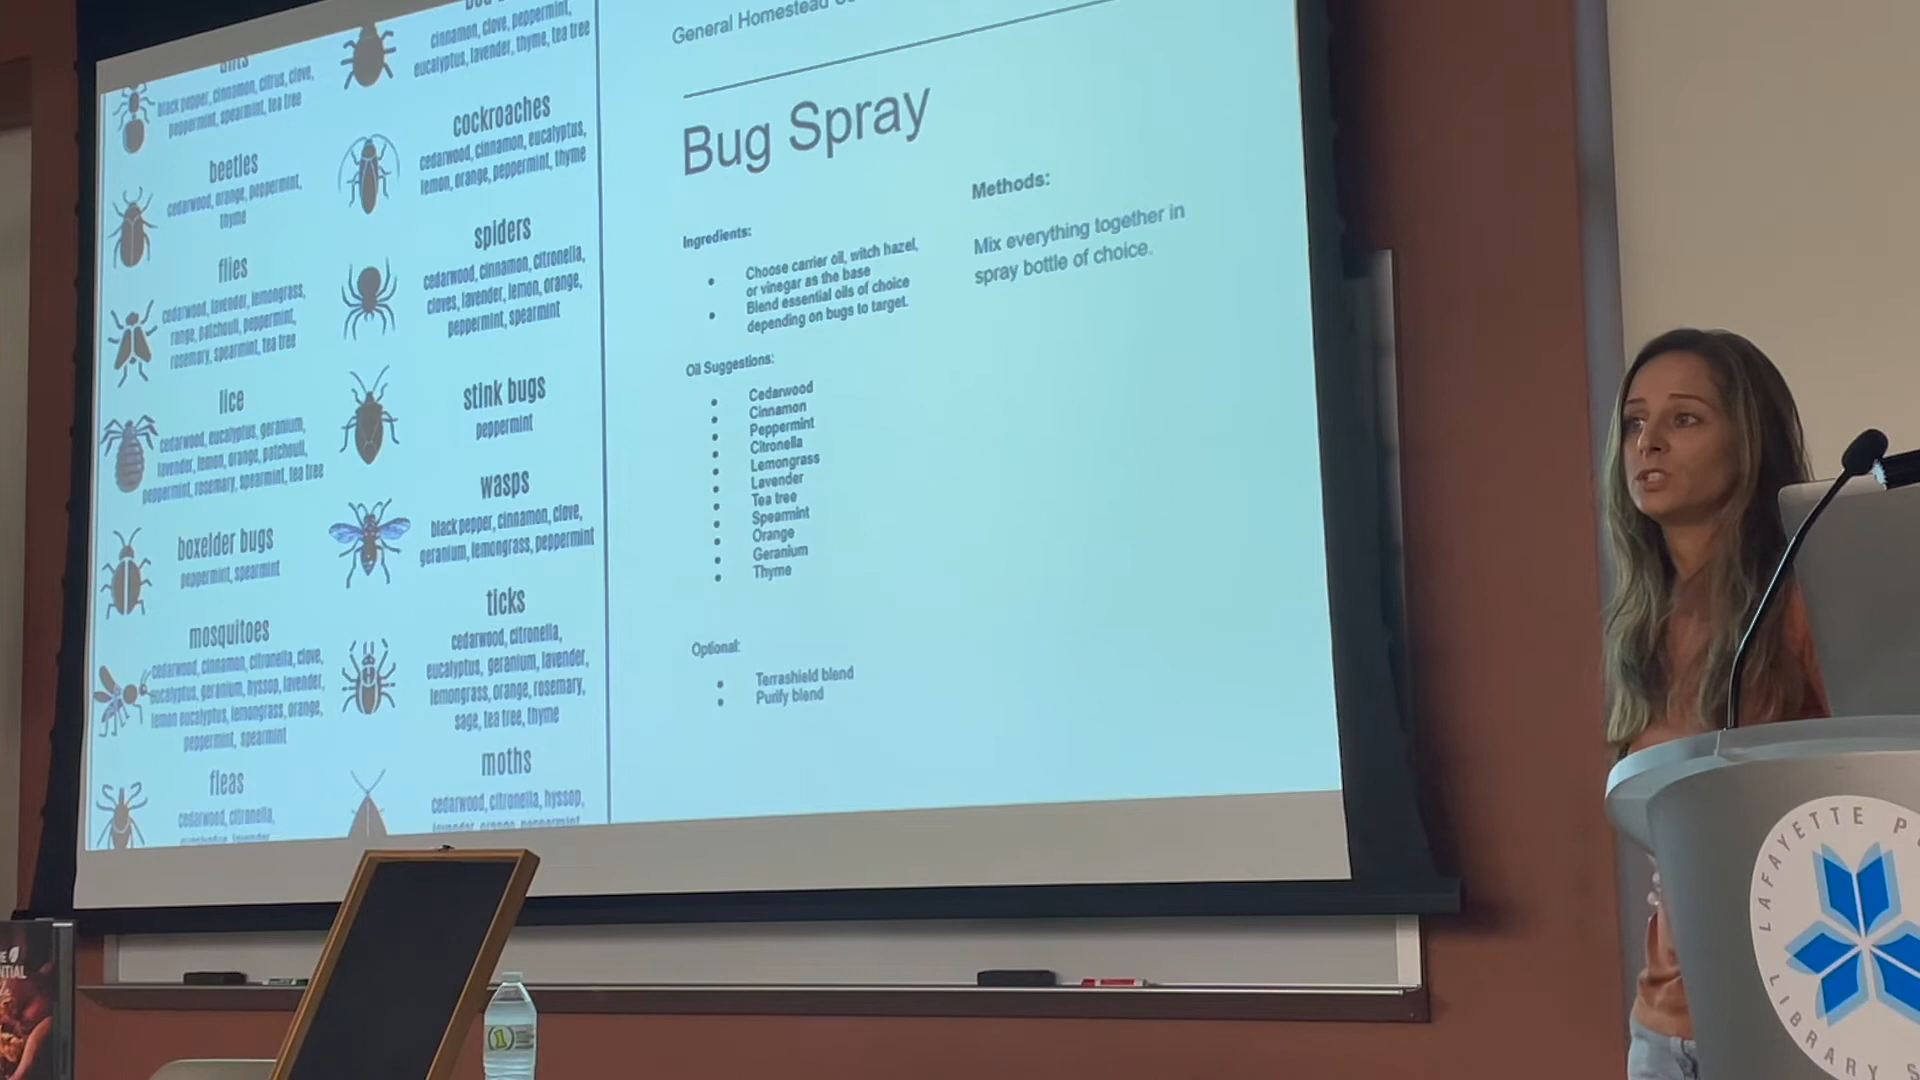 ants
black pepper, cinnamon, citrus, clove,
peppermint, spearmint, tea tree
beetles
cedarwood, orange, peppermint,
thyme
flies
cedarwood, lavender, lemongrass,
range, patchouli, peppermint,
rosemary, spearmint, tea tree
lice
cedarwood, eucalyptus, geranium,
lavender, lemon, orange, patchouli,
peppermint, rosemary, spearmint, tea tree
boxelder bugs
peppermint, spearmint
mosquitoes
cedarwood, cinnamon, citronella, clove,
eucalyptus, geranium, hyssop, lavender,
lemon eucalyptus, lemongrass, orange,
peppermint, spearmint
fleas
cedarwood, citronella,
cinnamon, clove, peppermint,
eucalyptus, lavender, thyme, tea tree
cockroaches
cedarwood, cinnamon, eucalyptus,
lemon, orange, peppermint, thyme
spiders
cedarwood, cinnamon, citronella,
cloves, lavender, lemon, orange,
peppermint, spearmint
stink bugs
peppermint
wasps
black pepper, cinnamon, clove,
geranium, lemongrass, peppermint
ticks
cedarwood, citronella,
eucalyptus, geranium, lavender,
lemongrass, orange, rosemary,
sage, tea tree, thyme
moths
cedarwood, citronella, hyssop,
lavender, orange, peppermint
General Homestead
Bug Spray
Ingredients:
• Choose carrier oil, witch hazel,
or vinegar as the base
• Blend essential oils of choice
depending on bugs to target.
Oil Suggestions:
• Cedarwood
• Cinnamon
• Peppermint
• Citronella
• Lemongrass
• Lavender
• Tea tree
• Spearmint
• Orange
• Geranium
• Thyme
Optional:
• Terrashield blend
• Purify blend
Methods:
Mix everything together in
spray bottle of choice.
LAFAYETTE P
LIBRARY S
1